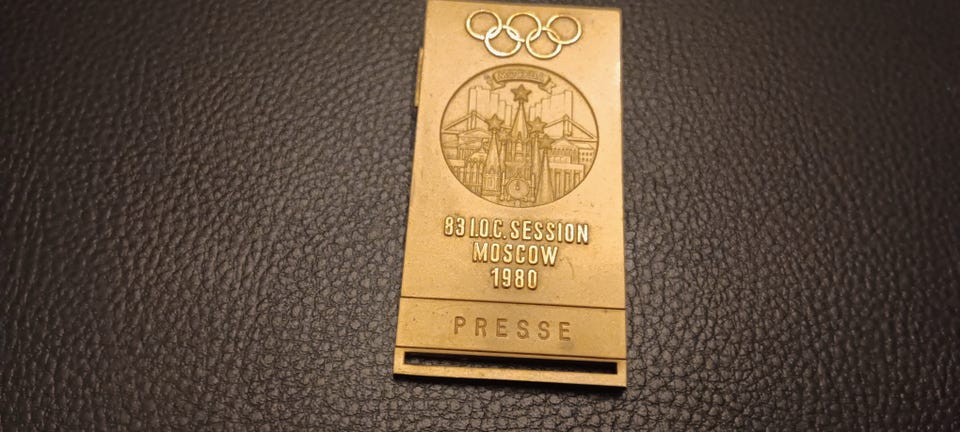 83 I.O.C. SESSION
MOSCOW
1980
PRESSE